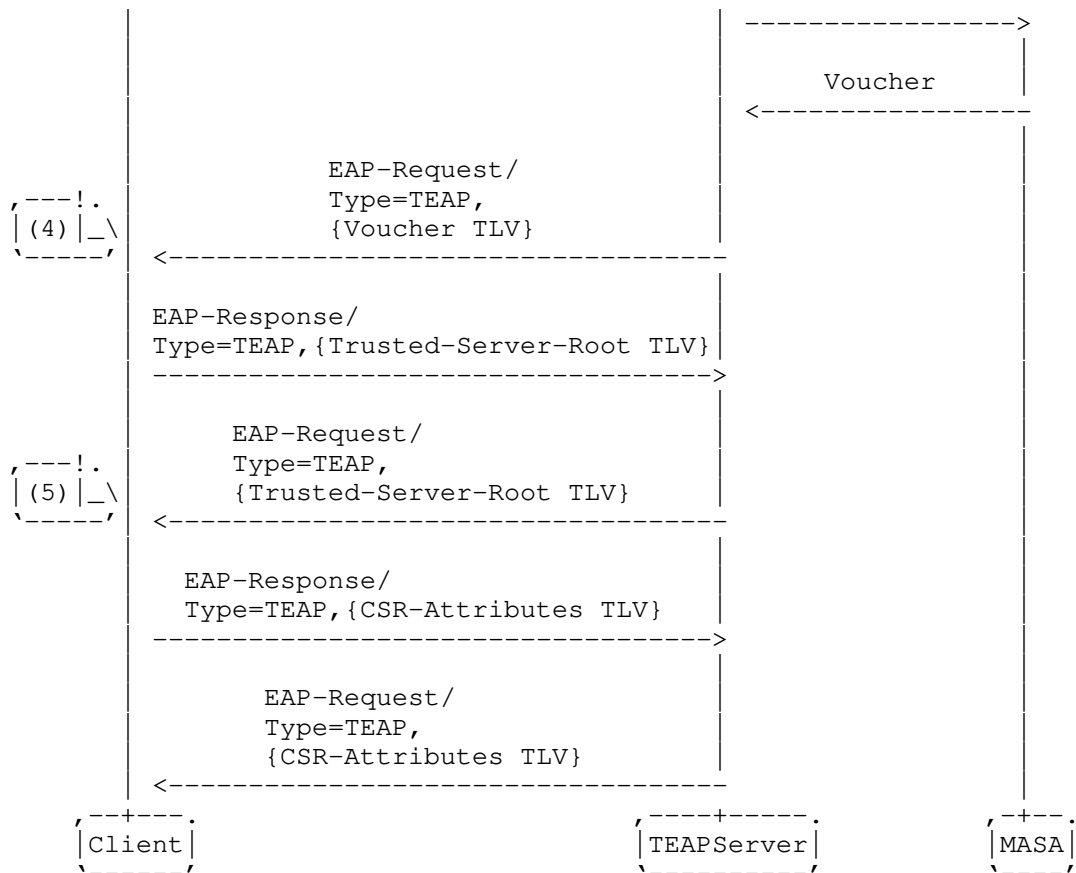 Voucher
EAP-Request/
Type=TEAP,
(4)
{Voucher TLV}
EAP-Response/
Type=TEAP,{Trusted-Server-Root TLV}
EAP-Request/
Type=TEAP,
(5)
{Trusted-Server-Root TLV}
EAP-Response/
Type=TEAP,{CSR-Attributes TLV}
EAP-Request/
Type=TEAP,
{CSR-Attributes TLV}
Client
TEAPServer
MASA